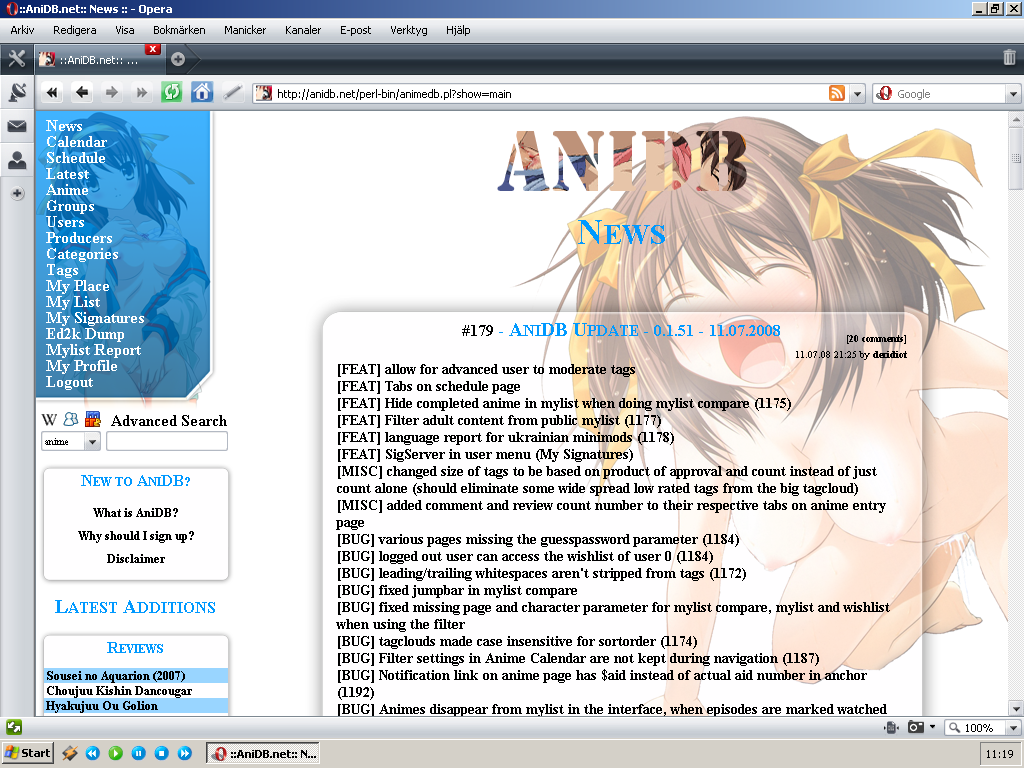 ::AniDB.net:: News :: - Opera
Arkiv Redigera Visa Bokmärken Manicker Kanaler E-post Verktyg Hjälp
::AniDB.net:: ...
http://anidb.net/perl-bin/animedb.pl?show=main
Google
News
Calendar
Schedule
Latest
Anime
Groups
Users
Producers
Categories
Tags
My Place
My List
My Signatures
Ed2k Dump
Mylist Report
My Profile
Logout
W Advanced Search
anime
New to AniDB?
What is AniDB?
Why should I sign up?
Disclaimer
Latest Additions
Reviews
Sousei no Aquarion (2007)
Choujuu Kishin Dancougar
Hyakujuu Ou Golion
AniDB
News
#179 - AniDB Update - 0.1.51 - 11.07.2008
[20 comments]
11.07.08 21:25 by deridiot
[FEAT] allow for advanced user to moderate tags
[FEAT] Tabs on schedule page
[FEAT] Hide completed anime in mylist when doing mylist compare (1175)
[FEAT] Filter adult content from public mylist (1177)
[FEAT] language report for ukrainian minimods (1178)
[FEAT] SigServer in user menu (My Signatures)
[MISC] changed size of tags to be based on product of approval and count instead of just
count alone (should eliminate some wide spread low rated tags from the big tagcloud)
[MISC] added comment and review count number to their respective tabs on anime entry
page
[BUG] various pages missing the guesspassword parameter (1184)
[BUG] logged out user can access the wishlist of user 0 (1184)
[BUG] leading/trailing whitespaces aren't stripped from tags (1172)
[BUG] fixed jumpbar in mylist compare
[BUG] fixed missing page and character parameter for mylist compare, mylist and wishlist
when using the filter
[BUG] tagclouds made case insensitive for sortorder (1174)
[BUG] Filter settings in Anime Calendar are not kept during navigation (1187)
[BUG] Notification link on anime page has $aid instead of actual aid number in anchor
(1192)
[BUG] Animes disappear from mylist in the interface, when episodes are marked watched
100%
Start
::AniDB.net:: N...
11:19